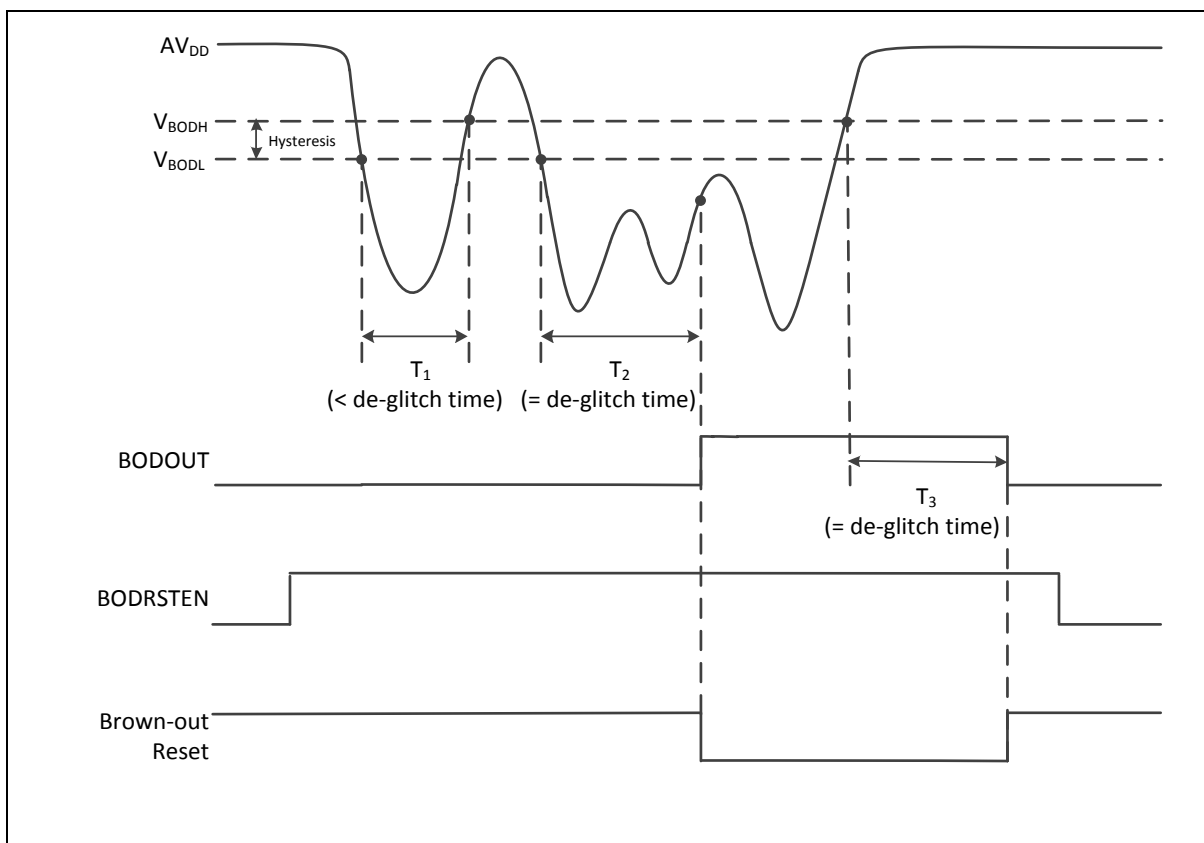 AVDD
VBODH
Hysteresis
VBODL
T1
(< de-glitch time)
T2
(= de-glitch time)
BODOUT
T3
(= de-glitch time)
BODRSTEN
Brown-out
Reset